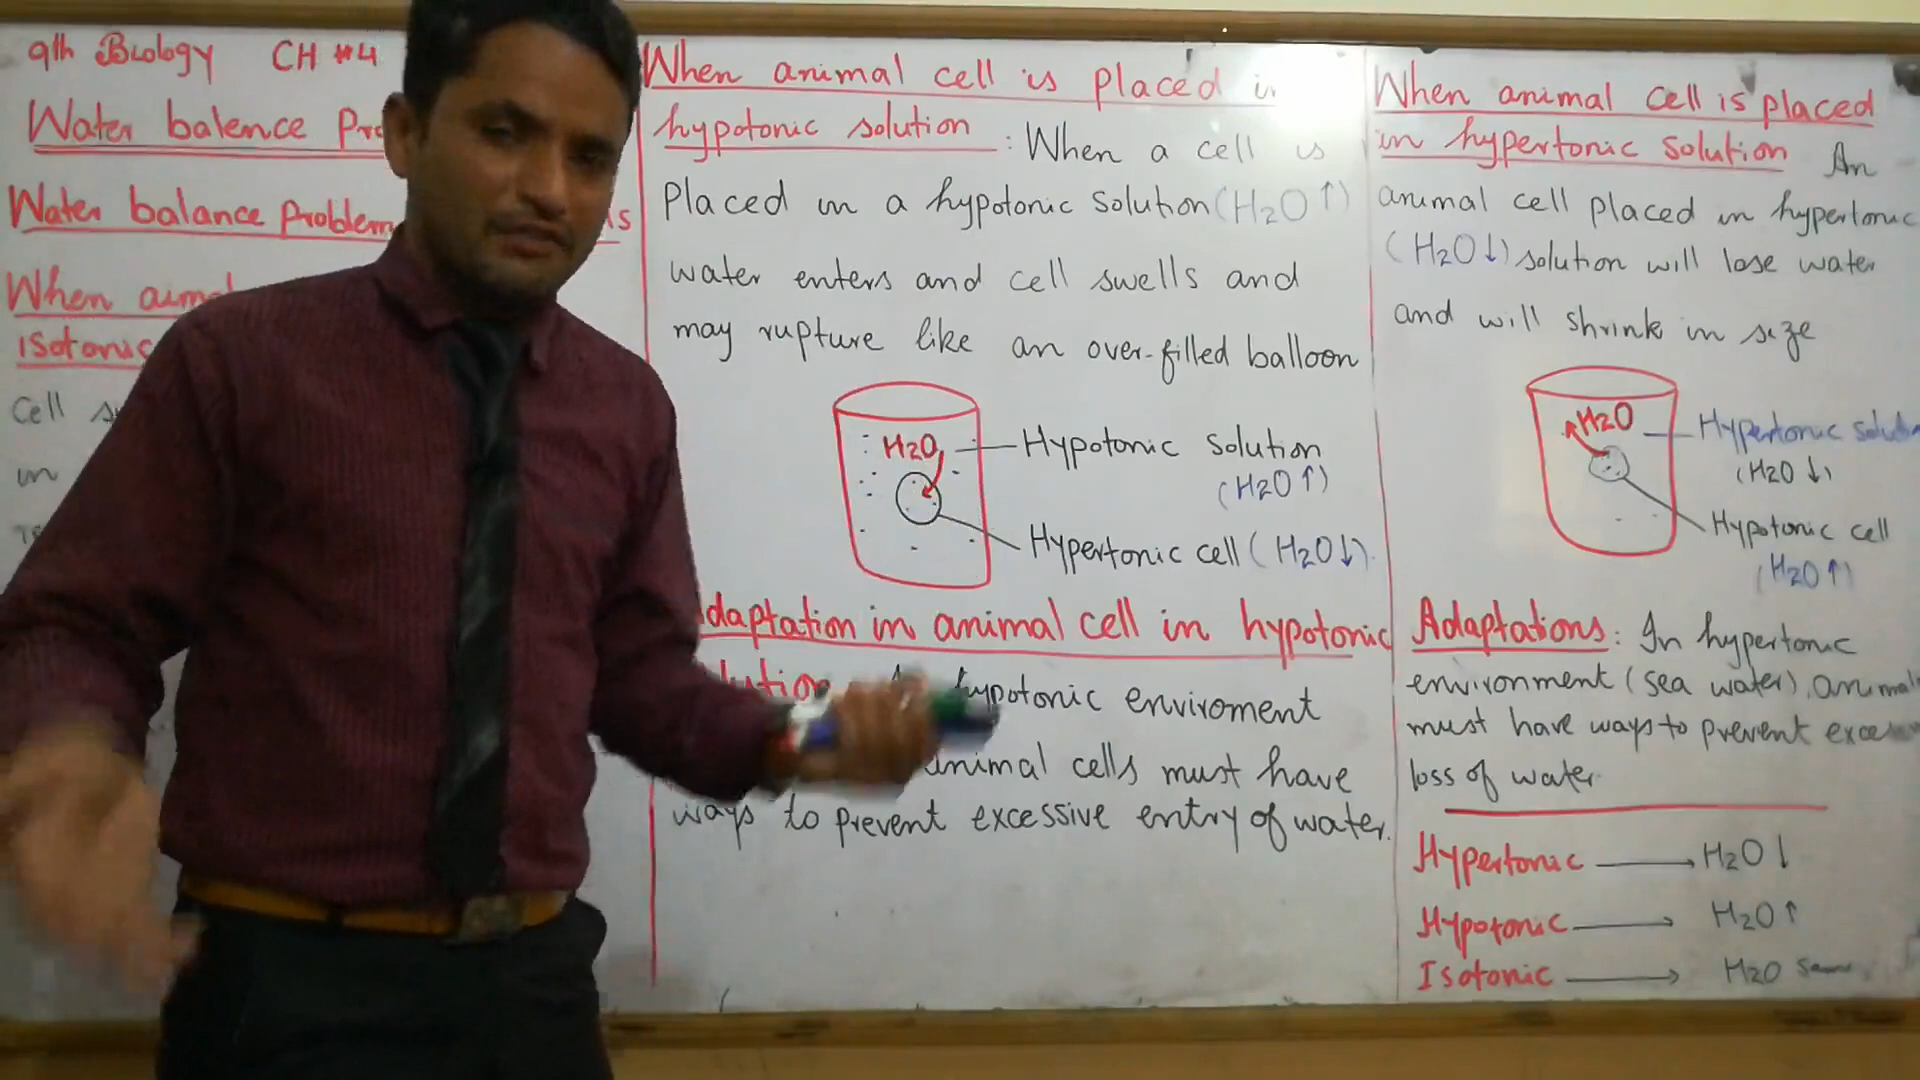 9th Biology CH #4
Water balence
Water balance Problem
When
isotonic
Cell
in
When animal cell is placed in
hypotonic solution : When a cell is
Placed in a hypotonic solution (H2O ↑)
water enters and cell swells and
may rupture like an over-filled balloon
H2O
Hypotonic solution
(H2O ↑)
Hypertonic cell (H2O ↓).
daptation in animal cell in hypotonic
lution hypotonic enviroment
animal cells must have
ways to prevent excessive entry of water.
When animal cell is placed
in hypertonic solution An
animal cell placed in hypertonic
(H2O ↓) solution will lose water
and will shrink in size
H2O
Hypertonic
(H2O ↓)
Hypotonic cell
(H2O ↑)
Adaptations : In hypertonic
environment (sea water), animal
must have ways to prevent
loss of water.
Hypertonic → H2O ↓
Hypotonic → H2O ↑
Isotonic → H2O Same